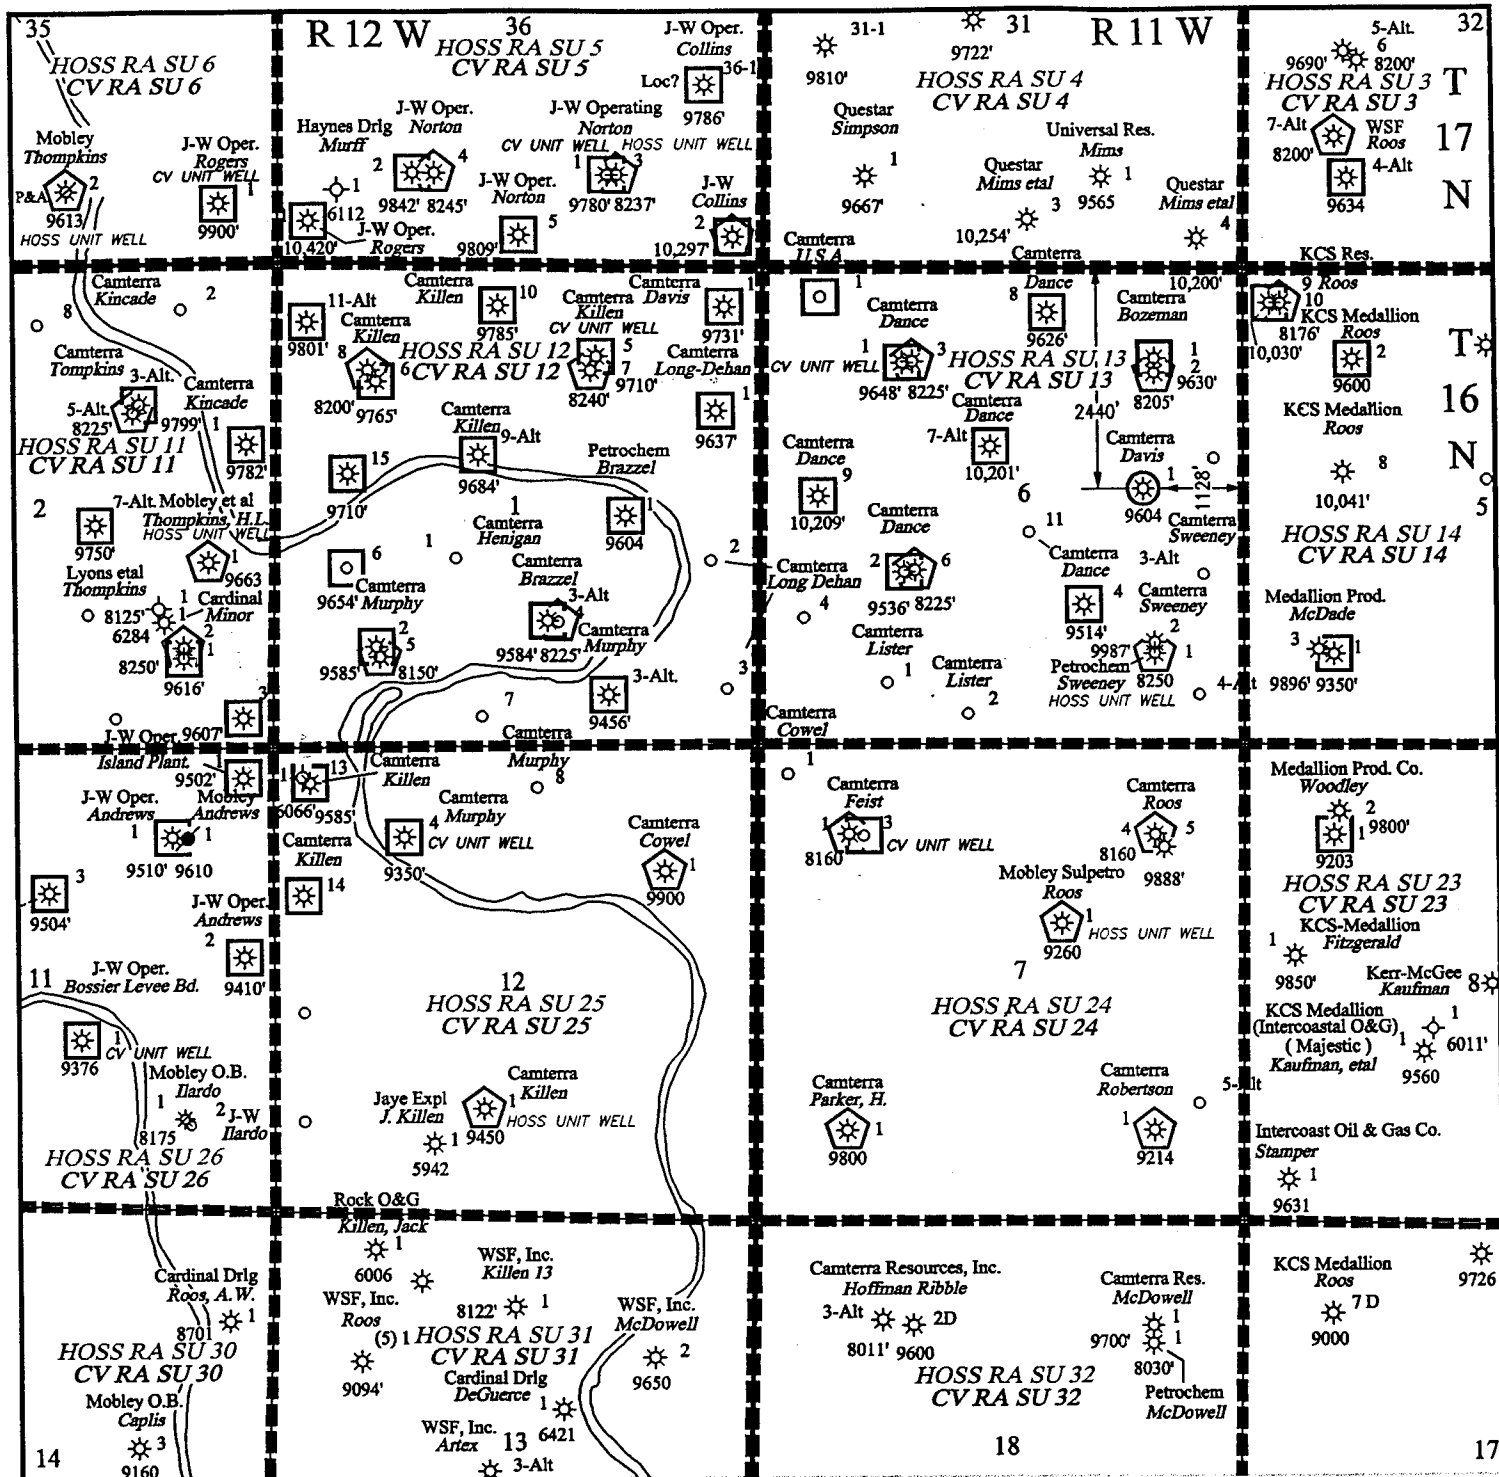 35
HOSS RA SU 6
CV RA SU 6
Mobley
Thompkins
P&A
2
9613
HOSS UNIT WELL
J-W Oper.
Rogers
CV UNIT WELL
1
9900'
R 12 W
36
HOSS RA SU 5
CV RA SU 5
J-W Oper.
Collins
Loc?
36-1
9786'
Haynes Drlg
Murff
1
6112
J-W Oper.
Norton
2
4
9842' 8245'
J-W Operating
Norton
CV UNIT WELL HOSS UNIT WELL
1
3
9780' 8237'
10,420'
J-W Oper.
Rogers
J-W Oper.
Norton
5
9809'
J-W
Collins
2
10,297'
31-1
9810'
9722'
31
R 11 W
HOSS RA SU 4
CV RA SU 4
Questar
Simpson
1
9667'
Universal Res.
Mims
1
9565
Questar
Mims etal
3
10,254'
Questar
Mims etal
4
10,200'
32
5-Alt.
6
9690'
8200'
HOSS RA SU 3
CV RA SU 3
7-Alt
WSF
Roos
8200'
4-Alt
9634
T
17
N
Camterra
Kincade
8
2
Camterra
Tompkins
3-Alt.
5-Alt.
8225'
9799'
Camterra
Kincade
1
9782'
HOSS RA SU 11
CV RA SU 11
2
7-Alt.
9750'
Mobley et al
Thompkins, H.L.
HOSS UNIT WELL
1
9663
Lyons etal
Thompkins
8125'
1
6284
1
Cardinal
Minor
2
1
8250'
9616'
3
9607'
11-Alt
9801'
Camterra
Killen
10
9785'
Camterra
Killen
8
6
8200'
9765'
Camterra
Killen
CV UNIT WELL
5
7
9710'
8240'
HOSS RA SU 12
CV RA SU 12
Camterra
Davis
1
9731'
Camterra
Long-Dehan
1
9637'
Camterra
Killen
9-Alt
9684'
15
9710'
1
Petrochem
Brazzel
1
9604
Camterra
Henigan
1
6
9654'
Camterra
Murphy
2
5
9585'
8150'
Camterra
Brazzel
3-Alt
4
9584' 8225'
Camterra
Murphy
3-Alt.
9456'
7
2
Camterra
Long Dehan
3
Camterra
U.S.A
1
Camterra
Dance
8
9626'
Camterra
Dance
1
3
CV UNIT WELL
9648' 8225'
HOSS RA SU 13
CV RA SU 13
Camterra
Bozeman
1
2
9630'
8205'
Camterra
Dance
7-Alt
10,201'
2440'
Camterra
Davis
1
9604
1128'
Camterra
Dance
9
10,209'
6
11
Camterra
Dance
Camterra
Dance
2
6
9536' 8225'
4
9514'
Camterra
Sweeney
3-Alt
Camterra
Sweeney
2
9987'
Petrochem
Sweeney
1
8250
HOSS UNIT WELL
4-Alt
4
Camterra
Lister
1
Camterra
Lister
2
KCS Res.
9
Roos
10
8176'
10,030'
KCS Medallion
Roos
2
9600
T
16
N
KCS Medallion
Roos
8
10,041'
5
HOSS RA SU 14
CV RA SU 14
Medallion Prod.
McDade
3
1
9896' 9350'
J-W Oper.
Island Plant.
1
9502'
J-W Oper.
Andrews
1
9510'
Mobley
Andrews
1
9610
3
9504'
J-W Oper.
Andrews
2
9410'
11
J-W Oper.
Bossier Levee Bd.
1
CV UNIT WELL
9376
Mobley O.B.
Ilardo
1
8175
2
J-W
Ilardo
HOSS RA SU 26
CV RA SU 26
1
13
6066'
9585'
Camterra
Killen
Camterra
Killen
14
Camterra
Murphy
8
Camterra
Murphy
4
CV UNIT WELL
9350'
Camterra
Cowel
1
9900
12
HOSS RA SU 25
CV RA SU 25
Jaye Expl
J. Killen
1
5942
Camterra
Killen
1
9450
HOSS UNIT WELL
Camterra
Cowel
1
Camterra
Feist
1
3
8160
CV UNIT WELL
Camterra
Roos
4
5
8160
9888'
Mobley Sulpetro
Roos
1
HOSS UNIT WELL
9260
7
HOSS RA SU 24
CV RA SU 24
Camterra
Parker, H.
1
9800
Camterra
Robertson
1
9214
5-Alt
Medallion Prod. Co.
Woodley
2
9800'
1
9203
HOSS RA SU 23
CV RA SU 23
KCS-Medallion
Fitzgerald
1
9850'
Kerr-McGee
Kaufman
8
KCS Medallion
(Intercoastal O&G)
( Majestic )
Kaufman, etal
1
6011'
1
9560
Intercoast Oil & Gas Co.
Stamper
1
9631
Cardinal Drlg
Roos, A.W.
1
8701
HOSS RA SU 30
CV RA SU 30
Mobley O.B.
Caplis
3
9160
14
Rock O&G
Killen, Jack
1
6006
WSF, Inc.
Roos
(5) 1
9094'
WSF, Inc.
Killen 13
8122'
1
HOSS RA SU 31
CV RA SU 31
Cardinal Drlg
DeGuerce
1
6421
WSF, Inc.
Artex
13
3-Alt
WSF, Inc.
McDowell
2
9650
Camterra Resources, Inc.
Hoffman Ribble
3-Alt
8011'
2D
9600
Camterra Res.
McDowell
1
9700'
1
8030'
Petrochem
McDowell
HOSS RA SU 32
CV RA SU 32
18
KCS Medallion
Roos
7 D
9000
9726
17